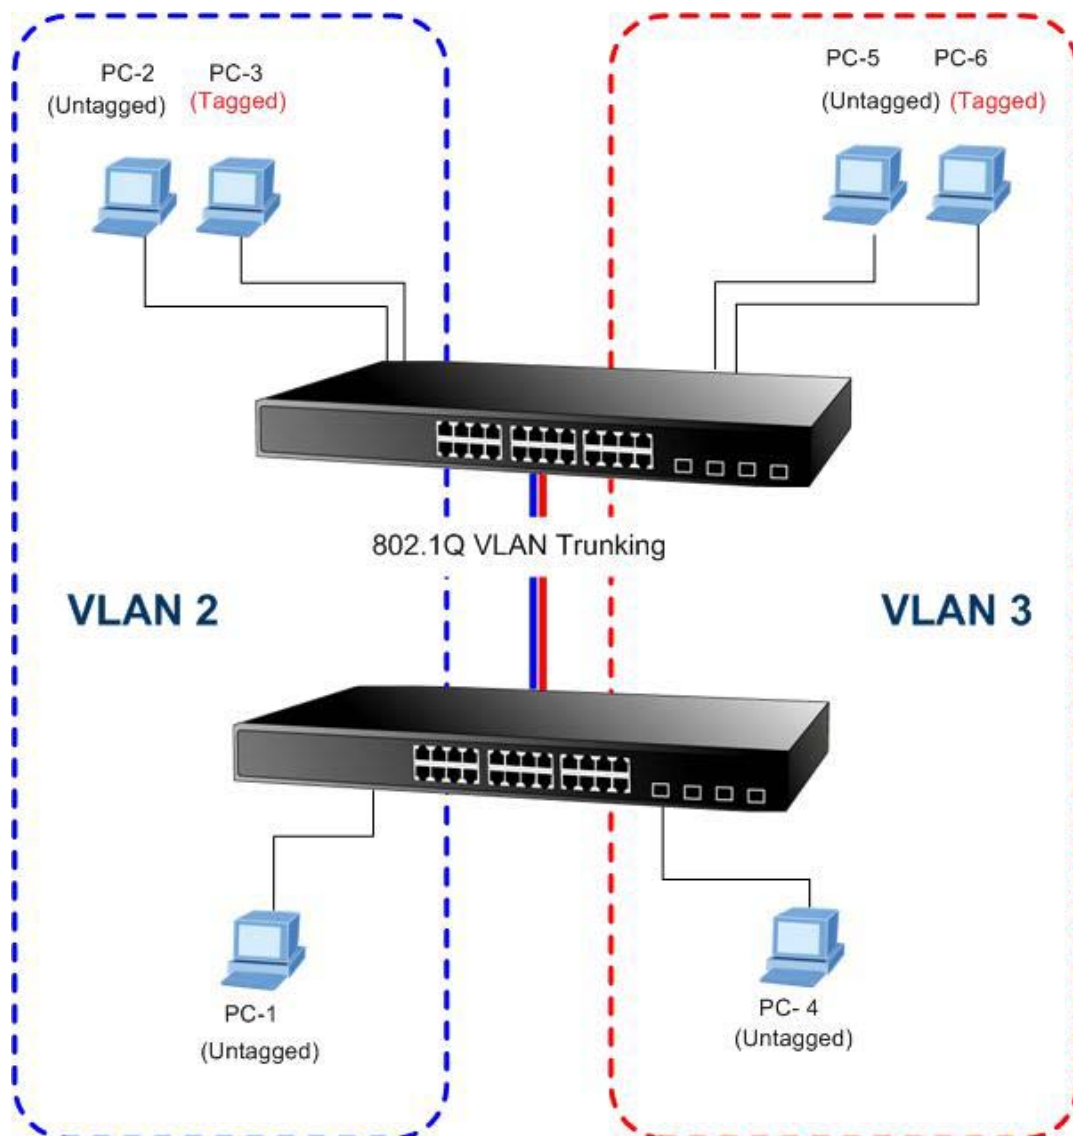 PC-2
PC-3
(Untagged)
(Tagged)
PC-5
PC-6
(Untagged)
(Tagged)
802.1Q VLAN Trunking
VLAN 2
VLAN 3
PC-1
(Untagged)
PC- 4
(Untagged)